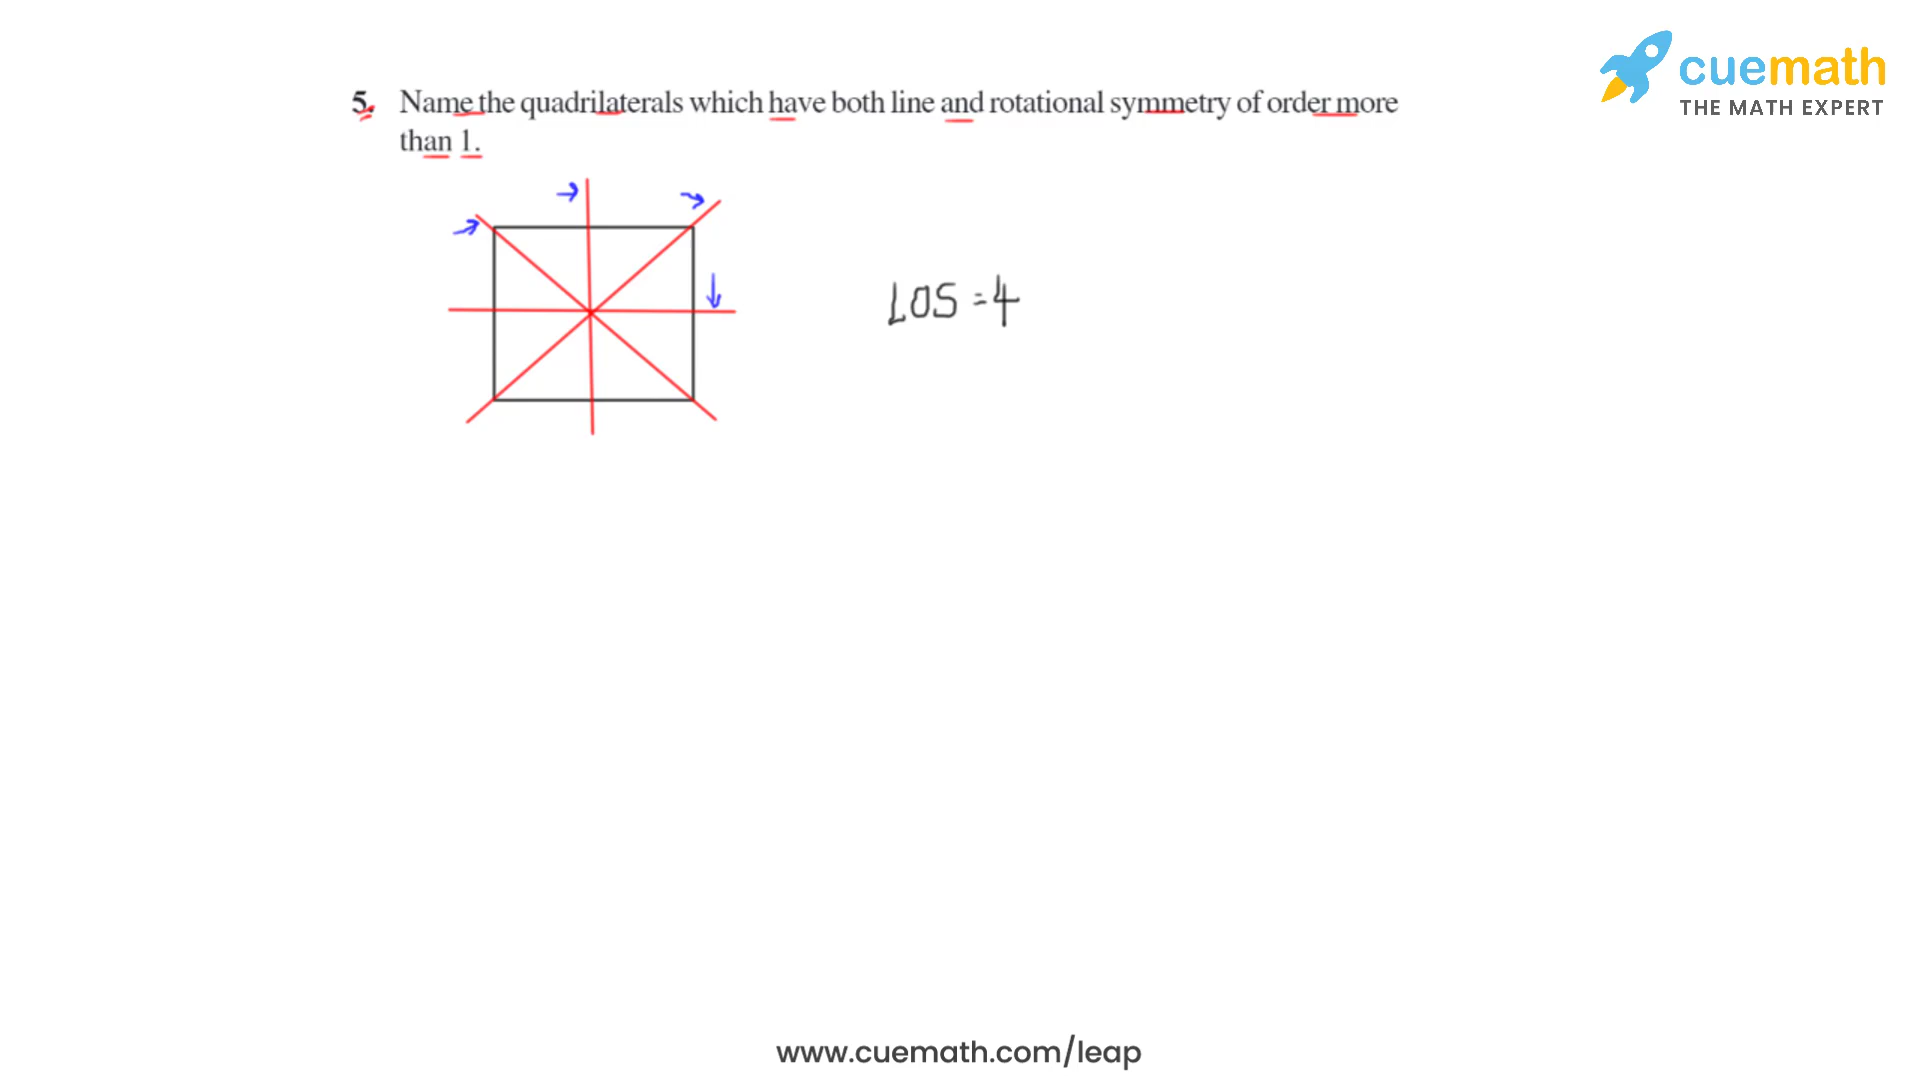 cuemath
THE MATH EXPERT
5. Name the quadrilaterals which have both line and rotational symmetry of order more
than 1.
LOS = 4
www.cuemath.com/leap